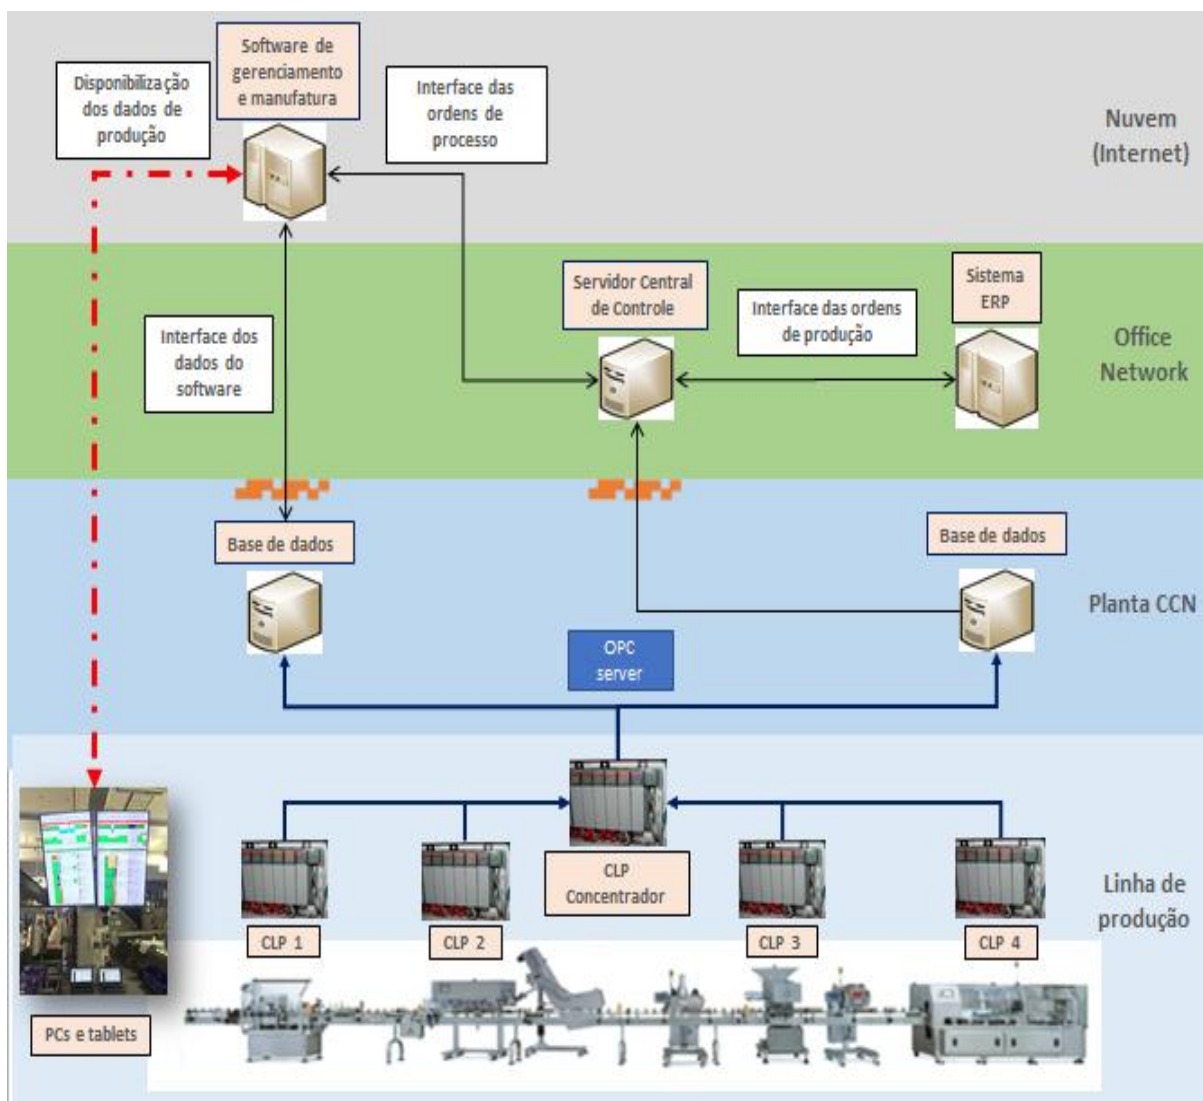 Software de
gerenciamento
e manufatura
Disponibilização
dos dados de
produção
Interface das
ordens de
processo
Nuvem
(Internet)
Servidor Central
de Controle
Sistema
ERP
Interface das ordens
de produção
Interface dos
dados do
software
Office
Network
Base de dados
Base de dados
Planta CCN
OPC
server
CLP
Concentrador
Linha de
produção
CLP 1
CLP 2
CLP 3
CLP 4
PCs e tablets